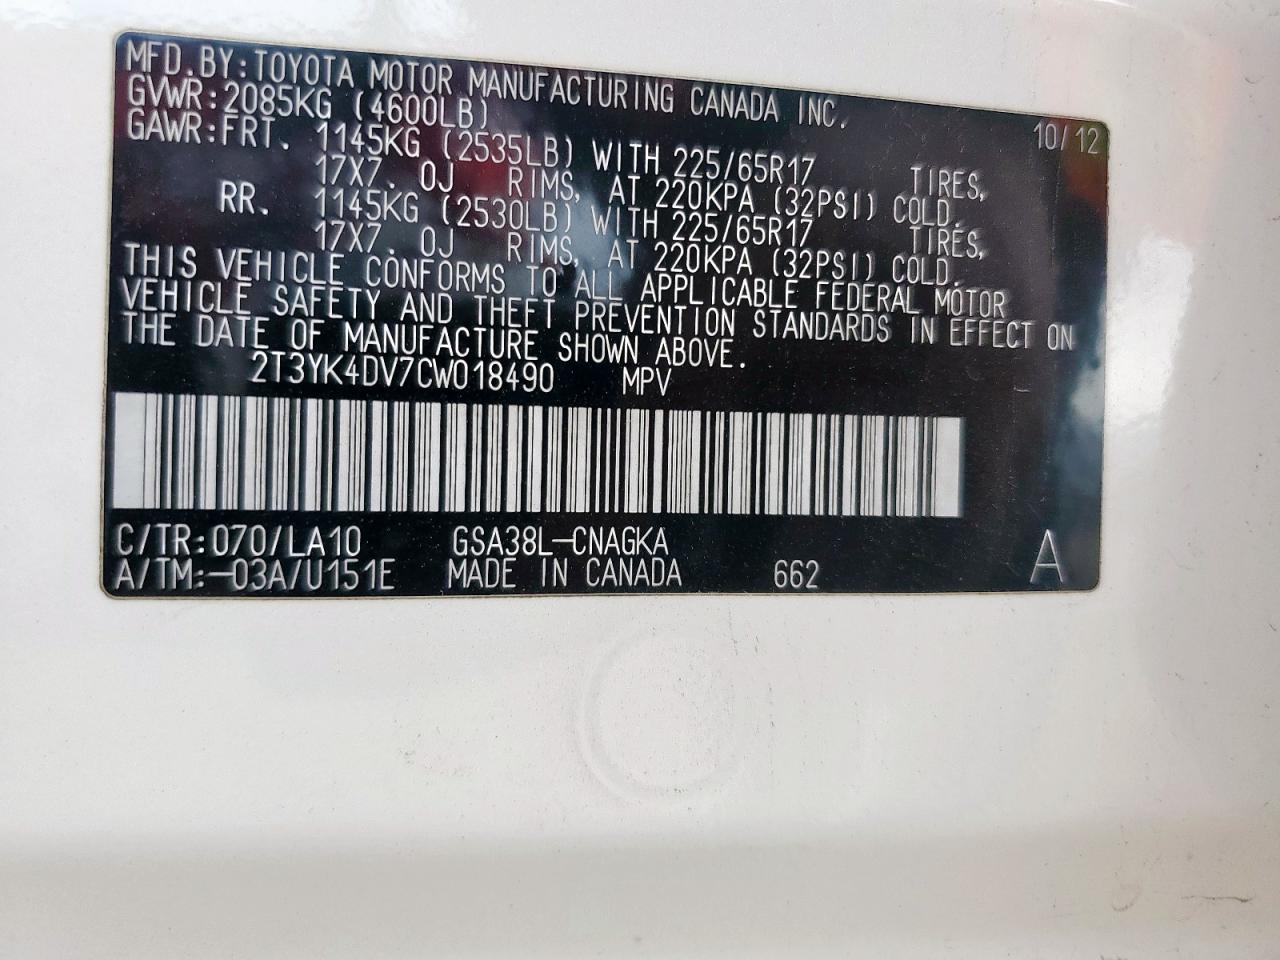 MFD. BY: TOYOTA MOTOR MANUFACTURING CANADA INC.
GVWR: 2085KG (4600LB) 10/12
GAWR: FRT. 1145KG (2535LB) WITH 225/65R17 TIRES,
17X7.0J RIMS, AT 220KPA (32PSI) COLD.
RR. 1145KG (2530LB) WITH 225/65R17 TIRES,
17X7.0J RIMS, AT 220KPA (32PSI) COLD.
THIS VEHICLE CONFORMS TO ALL APPLICABLE FEDERAL MOTOR
VEHICLE SAFETY AND THEFT PREVENTION STANDARDS IN EFFECT ON
THE DATE OF MANUFACTURE SHOWN ABOVE.
2T3YK4DV7CW018490 MPV
C/TR: 070/LA10 GSA38L-CNAGKA A
A/TM:-03A/U151E MADE IN CANADA 662